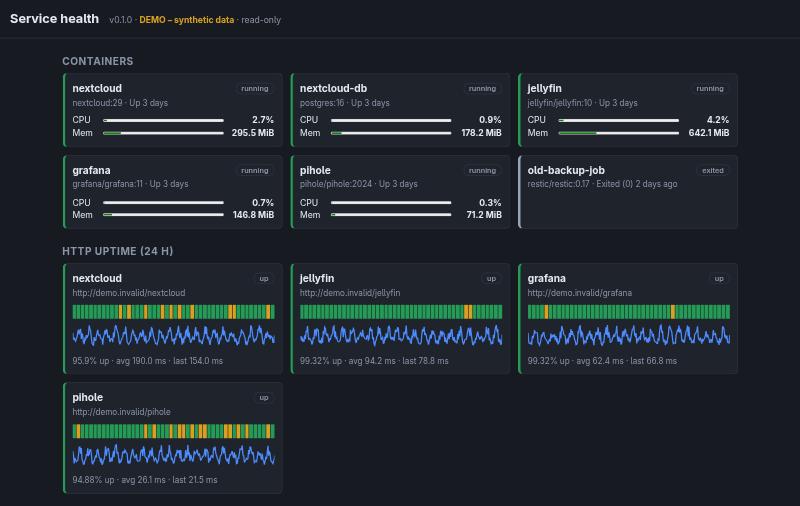 Service health v0.1.0 · DEMO – synthetic data · read-only
CONTAINERS
nextcloud running
nextcloud:29 · Up 3 days
CPU 2.7%
Mem 295.5 MiB
nextcloud-db running
postgres:16 · Up 3 days
CPU 0.9%
Mem 178.2 MiB
jellyfin running
jellyfin/jellyfin:10 · Up 3 days
CPU 4.2%
Mem 642.1 MiB
grafana running
grafana/grafana:11 · Up 3 days
CPU 0.7%
Mem 146.8 MiB
pihole running
pihole/pihole:2024 · Up 3 days
CPU 0.3%
Mem 71.2 MiB
old-backup-job exited
restic/restic:0.17 · Exited (0) 2 days ago
HTTP UPTIME (24 H)
nextcloud up
http://demo.invalid/nextcloud
95.9% up · avg 190.0 ms · last 154.0 ms
jellyfin up
http://demo.invalid/jellyfin
99.32% up · avg 94.2 ms · last 78.8 ms
grafana up
http://demo.invalid/grafana
99.32% up · avg 62.4 ms · last 66.8 ms
pihole up
http://demo.invalid/pihole
94.88% up · avg 26.1 ms · last 21.5 ms